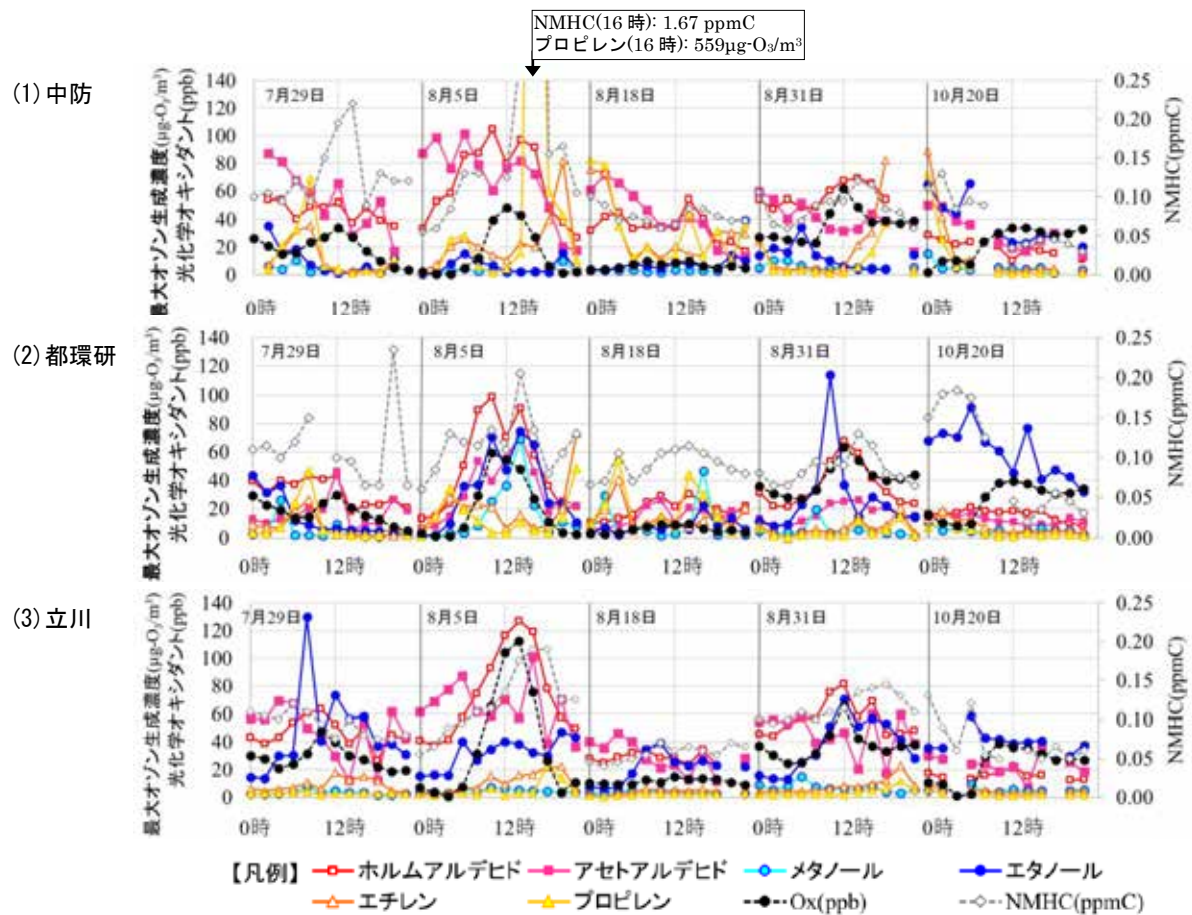 NMHC(16 時): 1.67 ppmC
プロピレン(16 時): 559μg-O₃/m³
(1) 中防
最大オゾン生成濃度(μg-O₃/m³)
光化学オキシダント(ppb)
140
120
100
80
60
40
20
0
7月29日
8月5日
8月18日
8月31日
10月20日
0.25
0.20
0.15
0.10
0.05
0.00
NMHC(ppmC)
0時 12時 0時 12時 0時 12時 0時 12時 0時 12時
(2) 都環研
最大オゾン生成濃度(μg-O₃/m³)
光化学オキシダント(ppb)
140
120
100
80
60
40
20
0
7月29日
8月5日
8月18日
8月31日
10月20日
0.25
0.20
0.15
0.10
0.05
0.00
NMHC(ppmC)
0時 12時 0時 12時 0時 12時 0時 12時 0時 12時
(3) 立川
最大オゾン生成濃度(μg-O₃/m³)
光化学オキシダント(ppb)
140
120
100
80
60
40
20
0
7月29日
8月5日
8月18日
8月31日
10月20日
0.25
0.20
0.15
0.10
0.05
0.00
NMHC(ppmC)
0時 12時 0時 12時 0時 12時 0時 12時 0時 12時
【凡例】 ホルムアルデヒド アセトアルデヒド メタノール エタノール
エチレン プロピレン Ox(ppb) NMHC(ppmC)